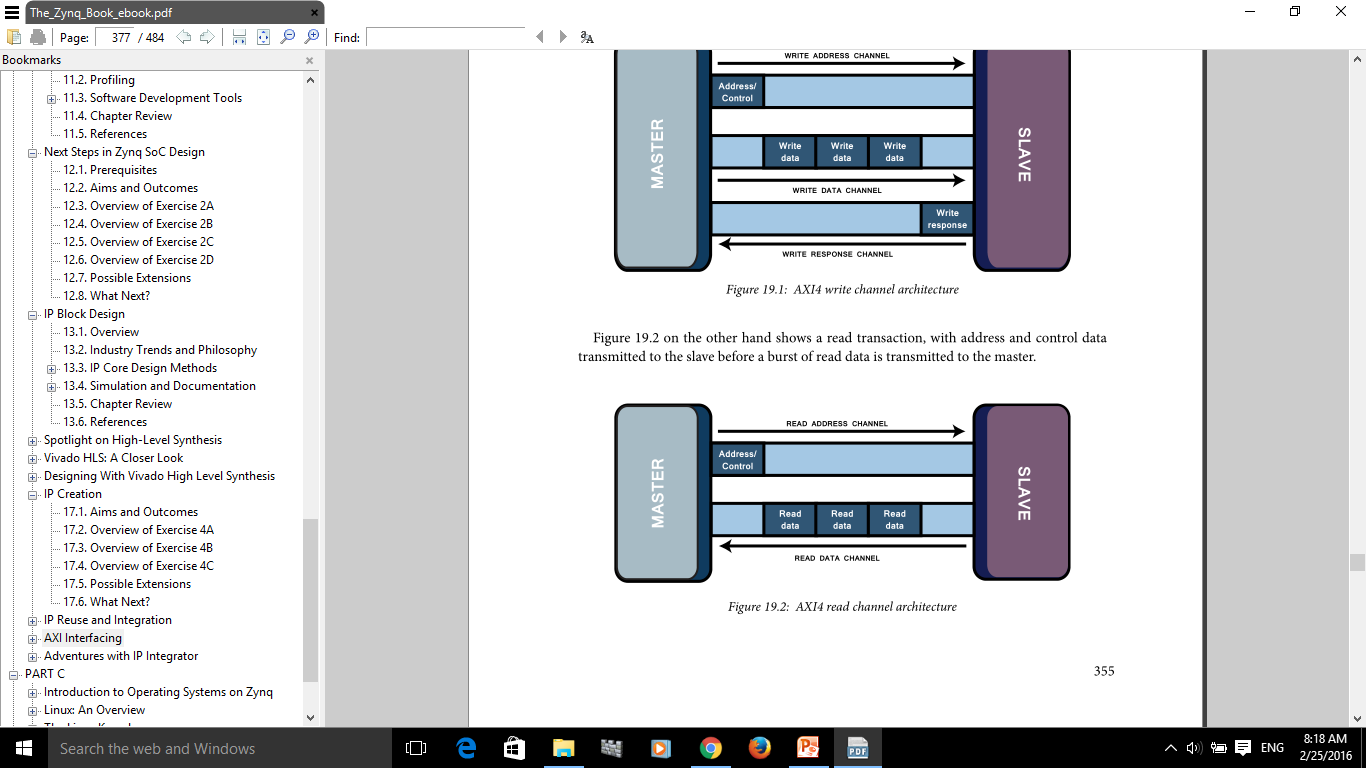 The_Zynq_Book_ebook.pdf
Page: 377 / 484 Find:
Bookmarks
11.2. Profiling
11.3. Software Development Tools
11.4. Chapter Review
11.5. References
Next Steps in Zynq SoC Design
12.1. Prerequisites
12.2. Aims and Outcomes
12.3. Overview of Exercise 2A
12.4. Overview of Exercise 2B
12.5. Overview of Exercise 2C
12.6. Overview of Exercise 2D
12.7. Possible Extensions
12.8. What Next?
IP Block Design
13.1. Overview
13.2. Industry Trends and Philosophy
13.3. IP Core Design Methods
13.4. Simulation and Documentation
13.5. Chapter Review
13.6. References
Spotlight on High-Level Synthesis
Vivado HLS: A Closer Look
Designing With Vivado High Level Synthesis
IP Creation
17.1. Aims and Outcomes
17.2. Overview of Exercise 4A
17.3. Overview of Exercise 4B
17.4. Overview of Exercise 4C
17.5. Possible Extensions
17.6. What Next?
IP Reuse and Integration
AXI Interfacing
Adventures with IP Integrator
PART C
Introduction to Operating Systems on Zynq
Linux: An Overview
WRITE ADDRESS CHANNEL
Address/
Control
MASTER
SLAVE
Write Write Write
data data data
WRITE DATA CHANNEL
Write
response
WRITE RESPONSE CHANNEL
Figure 19.1: AXI4 write channel architecture
Figure 19.2 on the other hand shows a read transaction, with address and control data
transmitted to the slave before a burst of read data is transmitted to the master.
READ ADDRESS CHANNEL
Address/
Control
MASTER
SLAVE
Read Read Read
data data data
READ DATA CHANNEL
Figure 19.2: AXI4 read channel architecture
355
Search the web and Windows
PDF
ENG
8:18 AM
2/25/2016